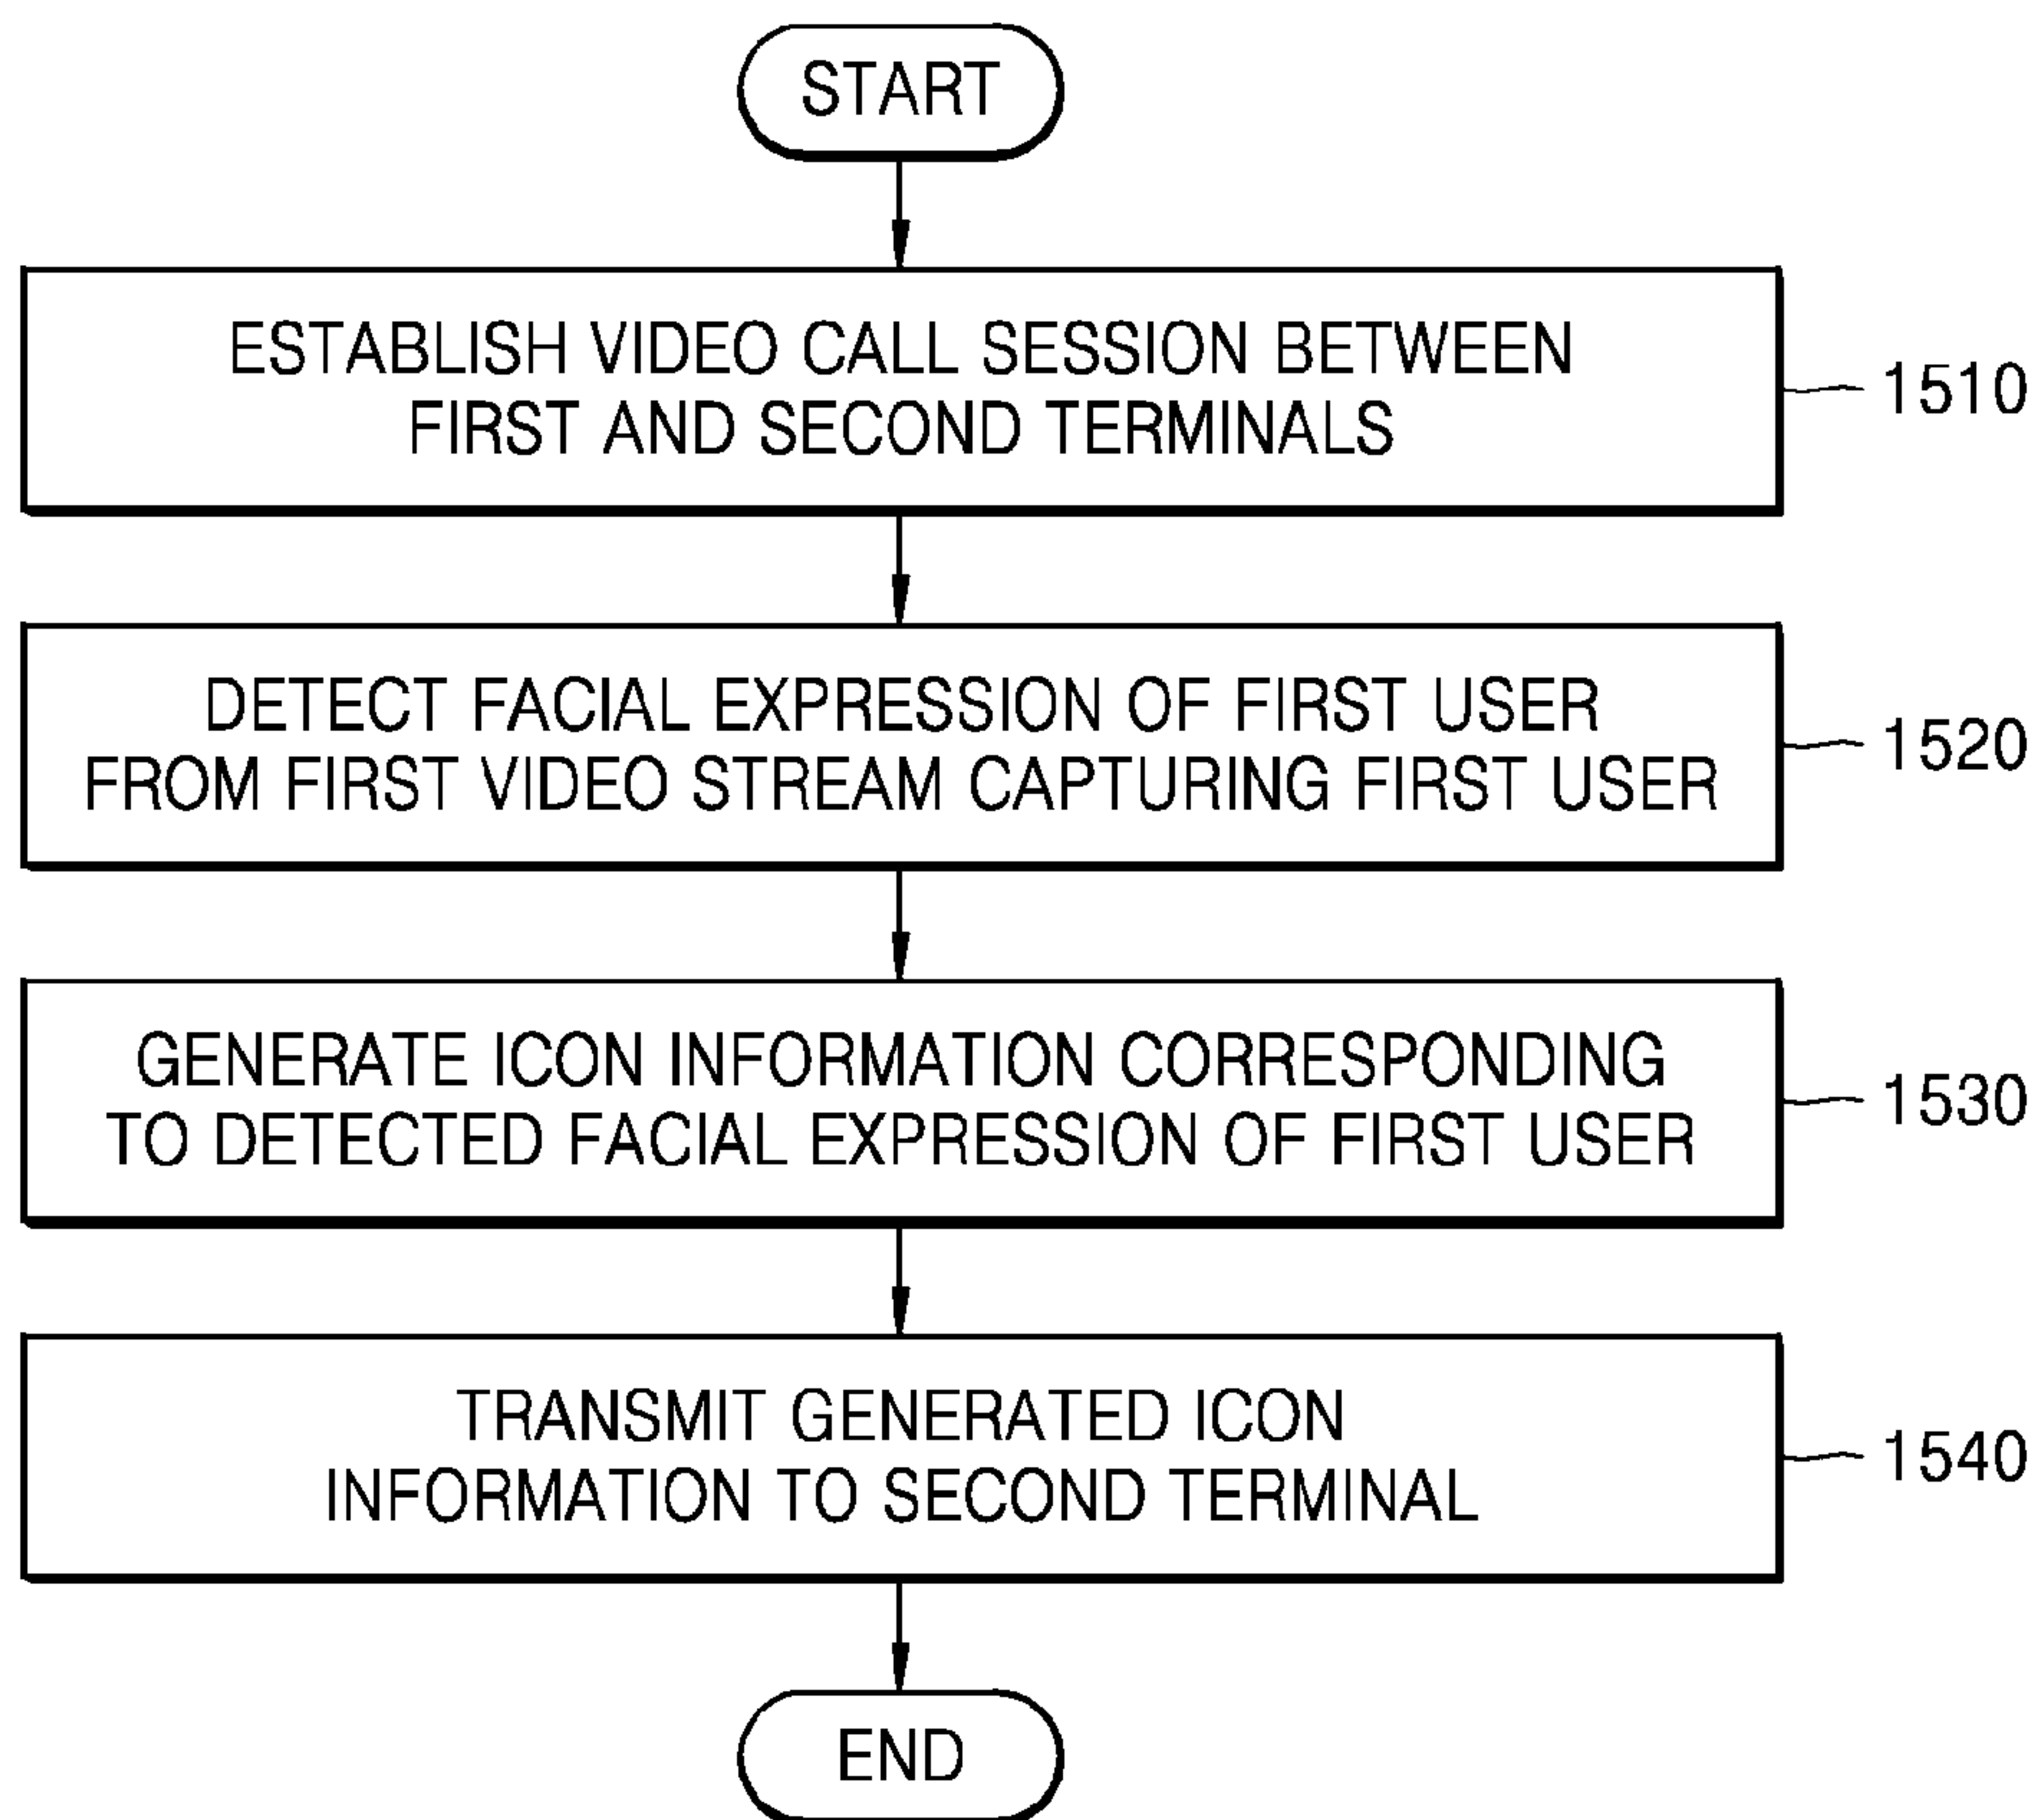 START
ESTABLISH VIDEO CALL SESSION BETWEEN
FIRST AND SECOND TERMINALS
1510
DETECT FACIAL EXPRESSION OF FIRST USER
FROM FIRST VIDEO STREAM CAPTURING FIRST USER
1520
GENERATE ICON INFORMATION CORRESPONDING
TO DETECTED FACIAL EXPRESSION OF FIRST USER
1530
TRANSMIT GENERATED ICON
INFORMATION TO SECOND TERMINAL
1540
END